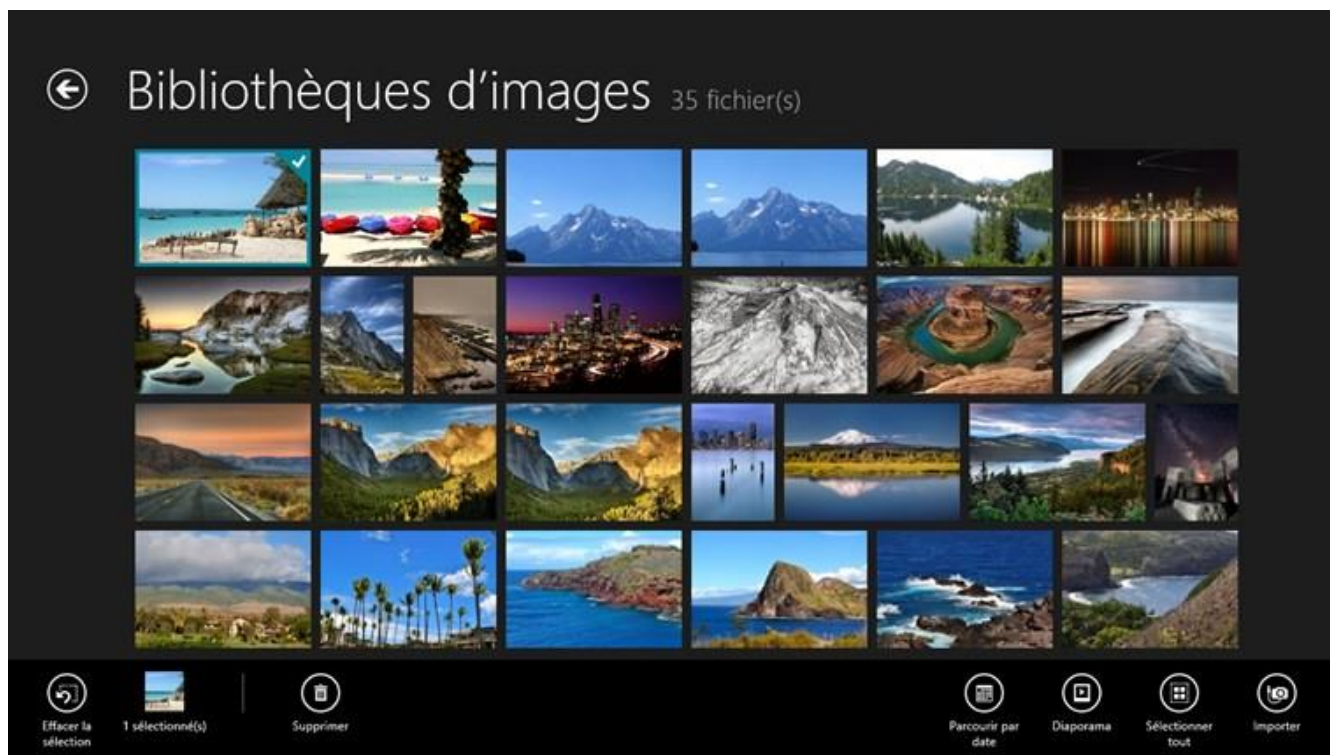 Bibliothèques d'images 35 fichier(s)
Effacer la
sélection
1 sélectionné(s)
Supprimer
Parcourir par
date
Diaporama
Sélectionner
tout
Importer